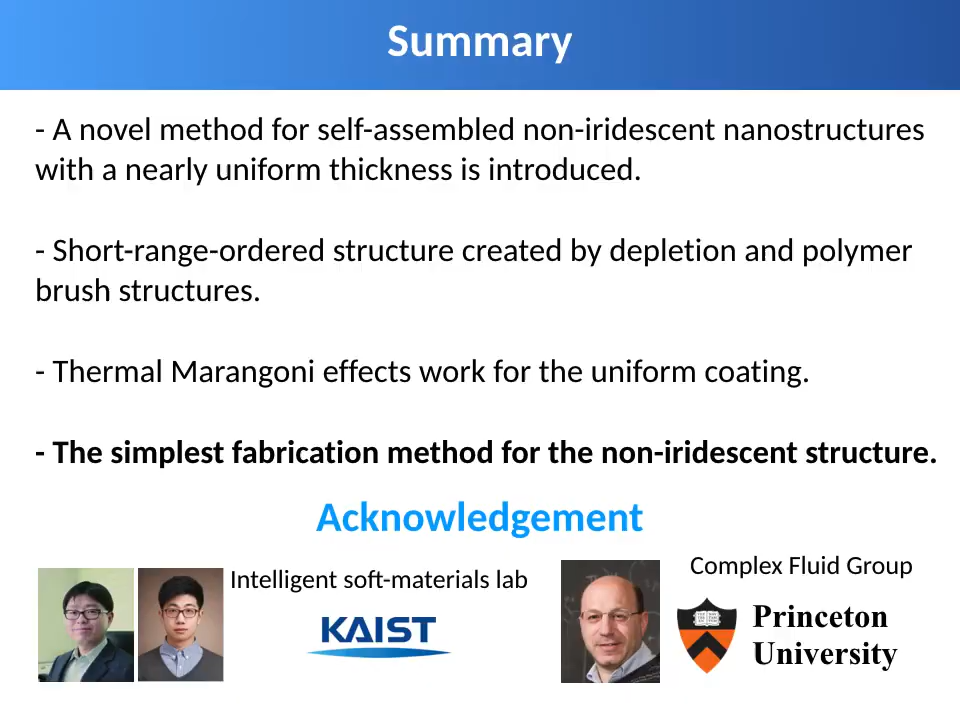 Summary
- A novel method for self-assembled non-iridescent nanostructures
with a nearly uniform thickness is introduced.
- Short-range-ordered structure created by depletion and polymer
brush structures.
- Thermal Marangoni effects work for the uniform coating.
- The simplest fabrication method for the non-iridescent structure.
Acknowledgement
Intelligent soft-materials lab
KAIST
Complex Fluid Group
Princeton
University